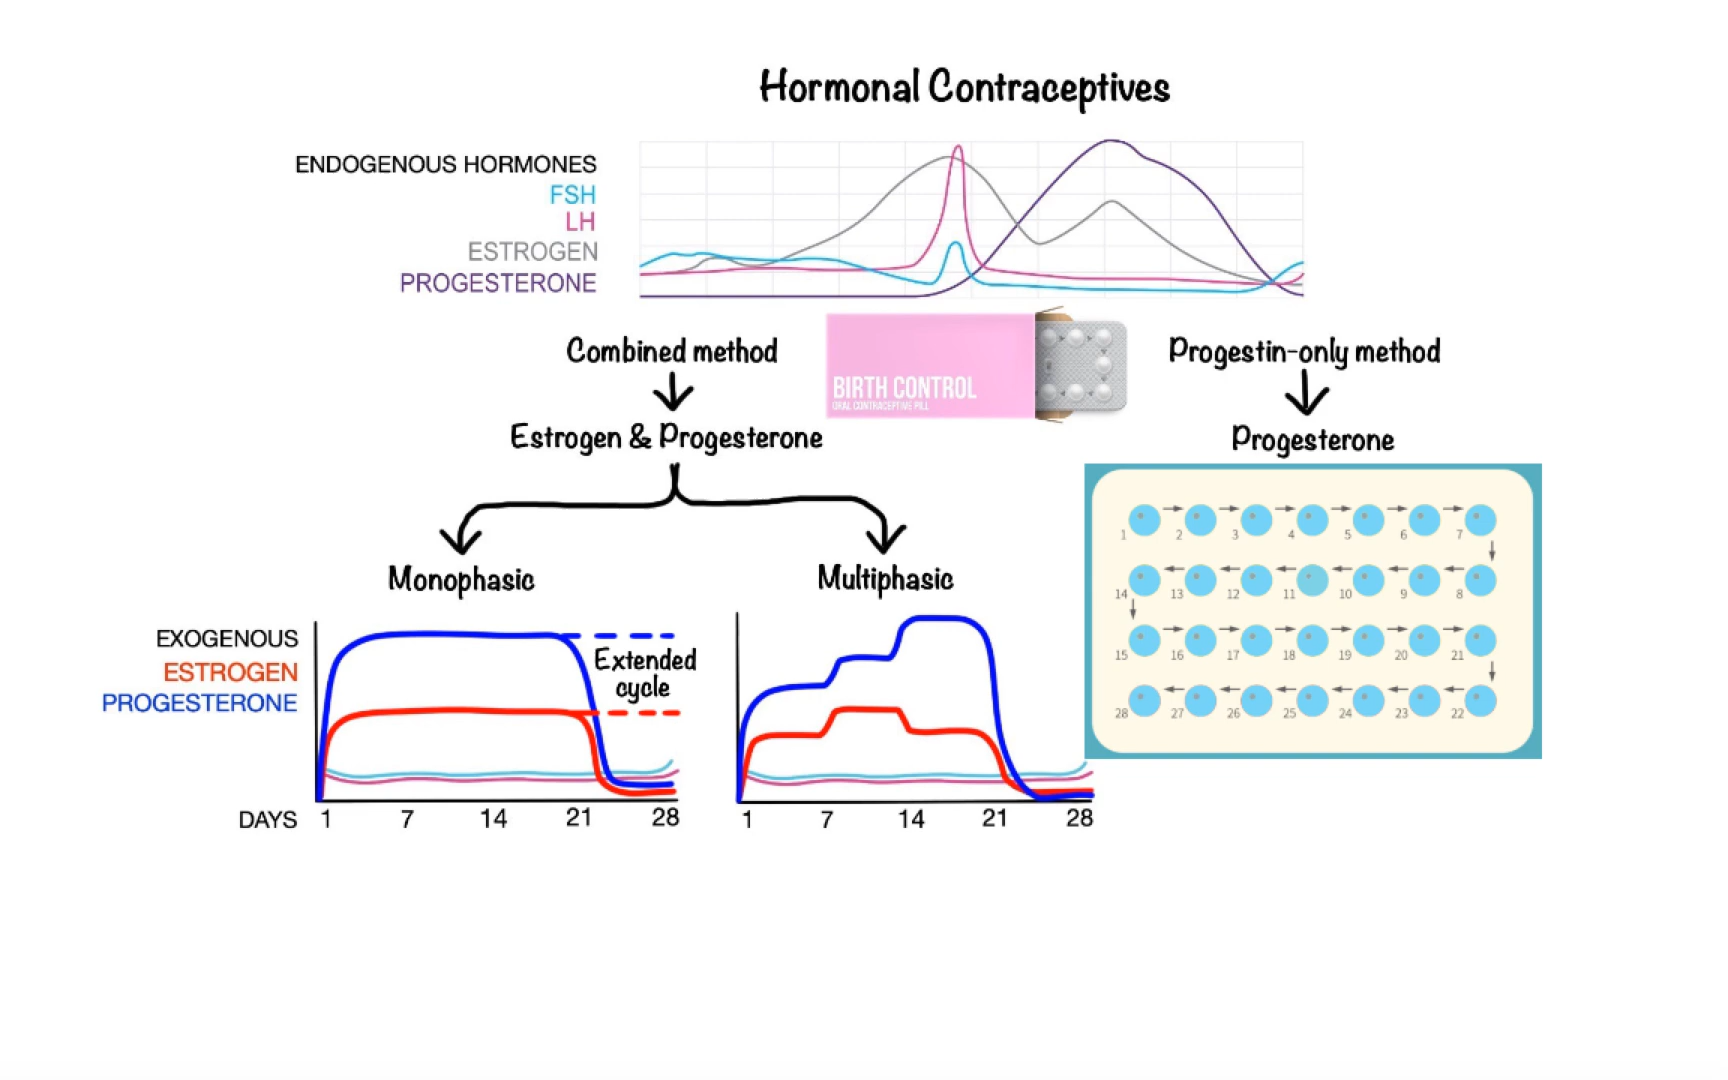 Hormonal Contraceptives
ENDOGENOUS HORMONES
FSH
LH
ESTROGEN
PROGESTERONE
Combined method
BIRTH CONTROL
ORAL CONTRACEPTIVE PILL
Progestin-only method
Estrogen & Progesterone
Progesterone
Monophasic
Multiphasic
EXOGENOUS
ESTROGEN
PROGESTERONE
Extended
cycle
DAYS 1 7 14 21 28
1 7 14 21 28
1 2 3 4 5 6 7
14 13 12 11 10 9 8
15 16 17 18 19 20 21
28 27 26 25 24 23 22